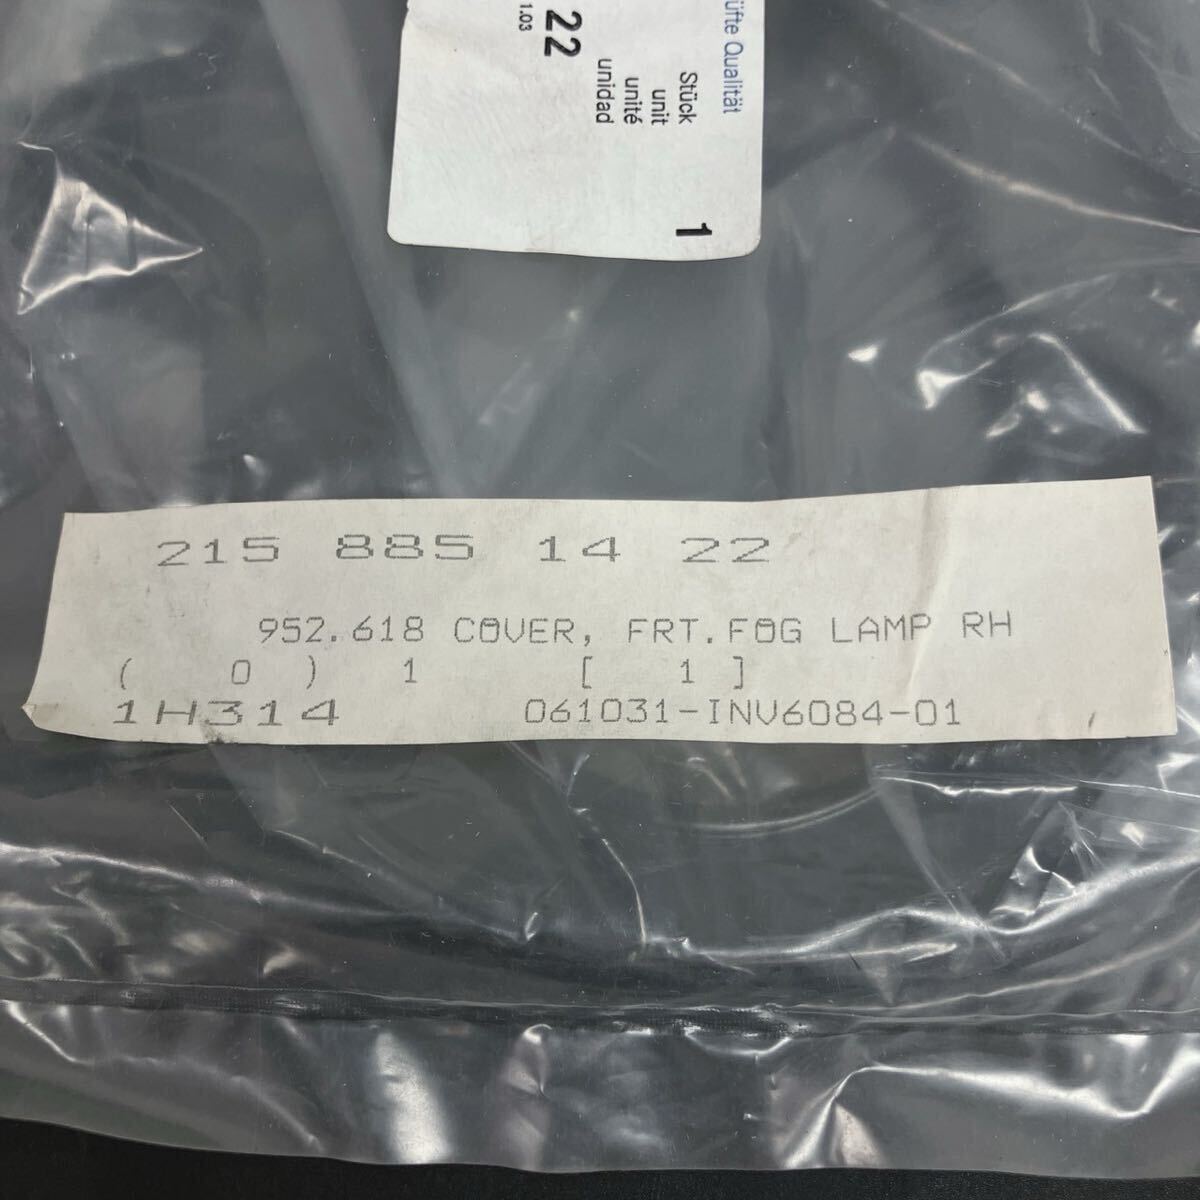 üfte Qualität
Stück
unit
unité
unidad
1
22
1.03
215 885 14 22
952.618 COVER, FRT.FOG LAMP RH
( 0 ) 1 [ 1 ]
1H314 061031-INV6084-01